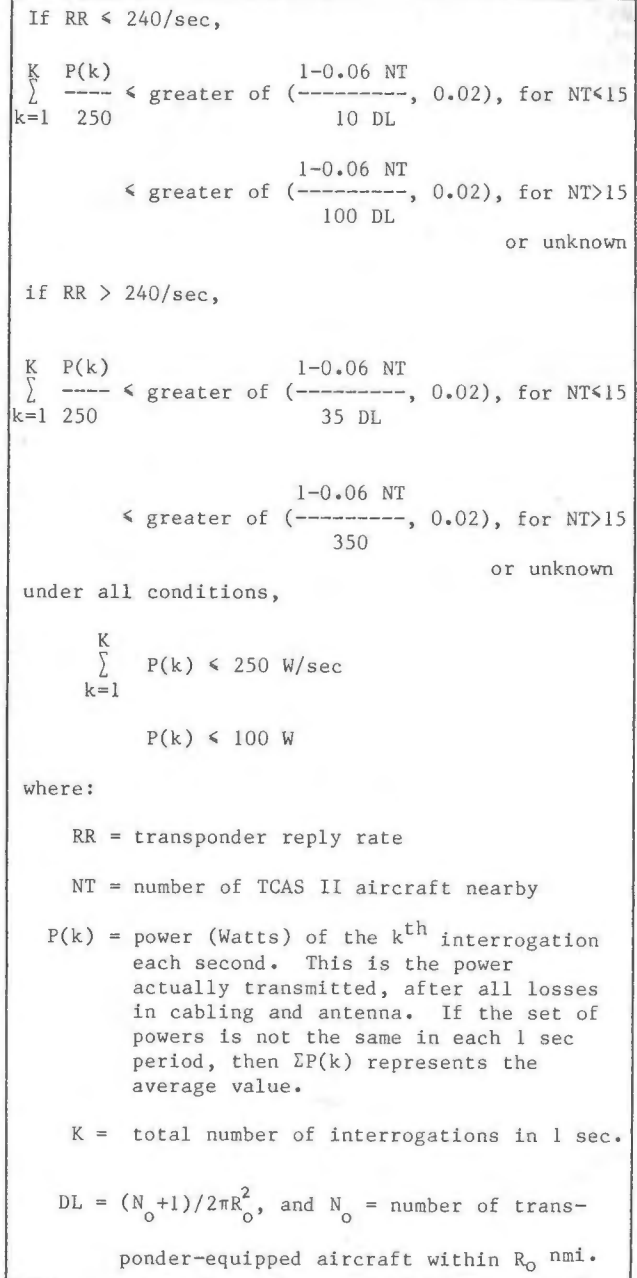 If RR ≤ 240/sec,
K P(k) 1-0.06 NT
∑ ---- ≤ greater of (---------, 0.02), for NT≤15
k=1 250 10 DL
1-0.06 NT
≤ greater of (---------, 0.02), for NT>15
100 DL
or unknown
if RR > 240/sec,
K P(k) 1-0.06 NT
∑ ---- ≤ greater of (---------, 0.02), for NT≤15
k=1 250 35 DL
1-0.06 NT
≤ greater of (---------, 0.02), for NT>15
350
or unknown
under all conditions,
K
∑ P(k) ≤ 250 W/sec
k=1
P(k) ≤ 100 W
where:
RR = transponder reply rate
NT = number of TCAS II aircraft nearby
P(k) = power (Watts) of the kth interrogation
each second. This is the power
actually transmitted, after all losses
in cabling and antenna. If the set of
powers is not the same in each 1 sec
period, then ΣP(k) represents the
average value.
K = total number of interrogations in 1 sec.
DL = (No+1)/2πRo², and No = number of trans-
ponder-equipped aircraft within Ro nmi.